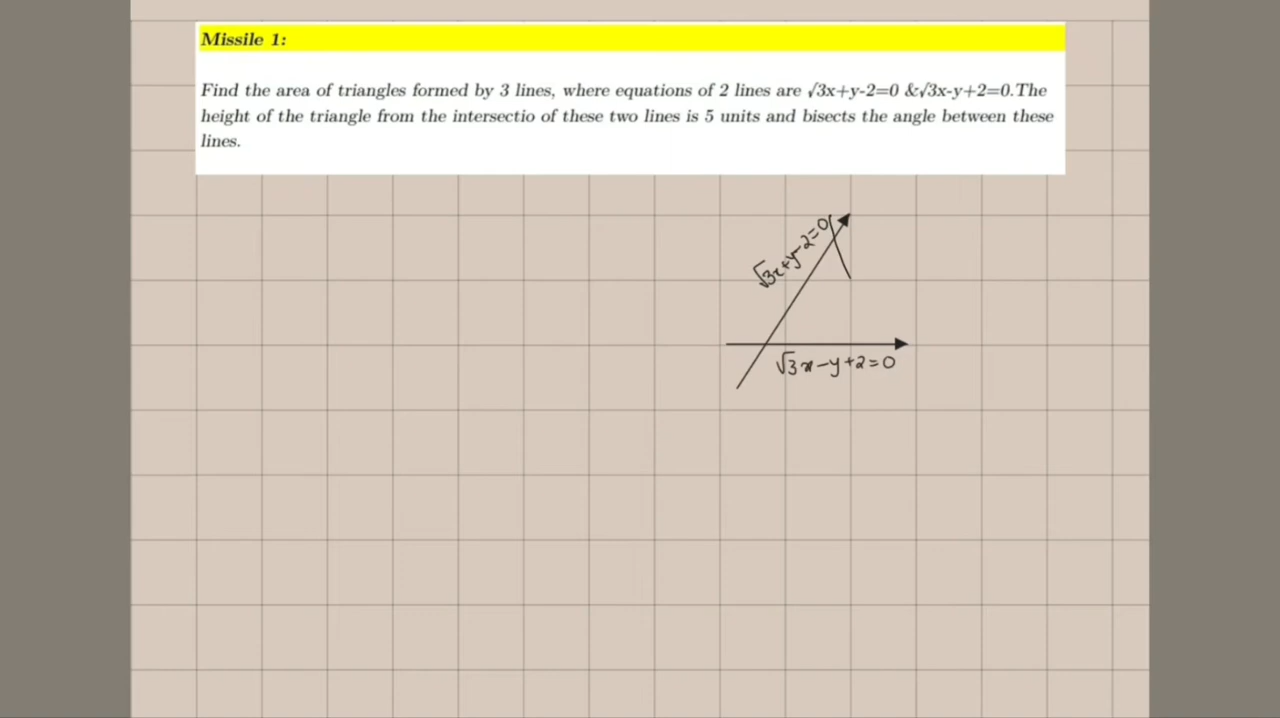 Missile 1:
Find the area of triangles formed by 3 lines, where equations of 2 lines are √3x+y-2=0 &√3x-y+2=0.The
height of the triangle from the intersectio of these two lines is 5 units and bisects the angle between these
lines.
√3x+y-2=0
√3x-y+2=0